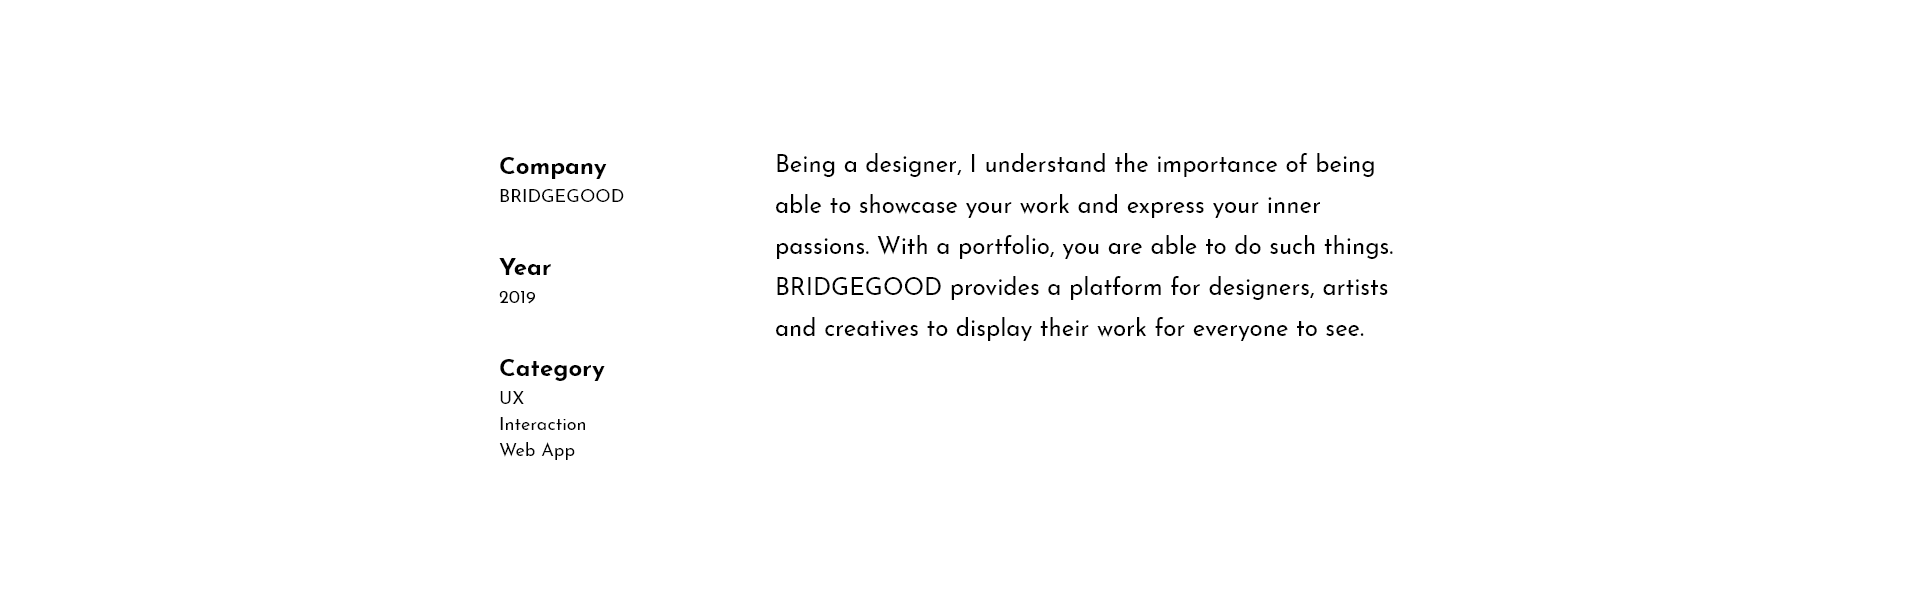 Company
BRIDGEGOOD
Year
2019
Category
UX
Interaction
Web App
Being a designer, I understand the importance of being
able to showcase your work and express your inner
passions. With a portfolio, you are able to do such things.
BRIDGEGOOD provides a platform for designers, artists
and creatives to display their work for everyone to see.